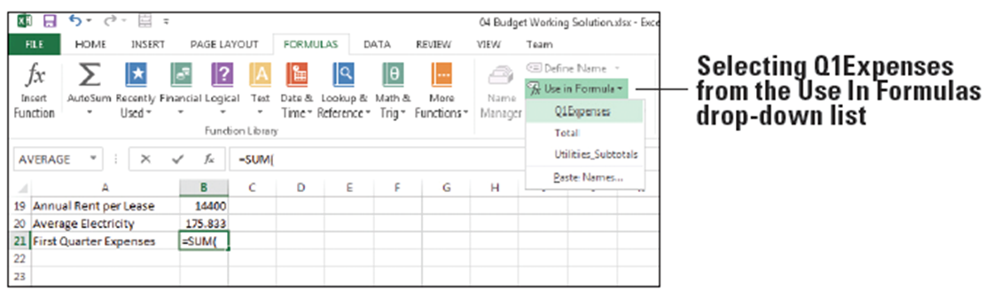 04 Budget Working Solution.xlsx - Exce
FILE HOME INSERT PAGE LAYOUT FORMULAS DATA REVIEW VIEW Team
fx Σ ? A θ
Insert Function
AutoSum
Recently Used
Financial
Logical
Text
Date & Time
Lookup & Reference
Math & Trig
More Functions
Function Library
Name Manager
Define Name
Use in Formula
Q1Expenses
Total
Utilities_Subtotals
Paste Names...
Selecting Q1Expenses
from the Use In Formulas
drop-down list
AVERAGE fx =SUM(
A B C D E F G H
19 Annual Rent per Lease 14400
20 Average Electricity 175.833
21 First Quarter Expenses =SUM(
22
23